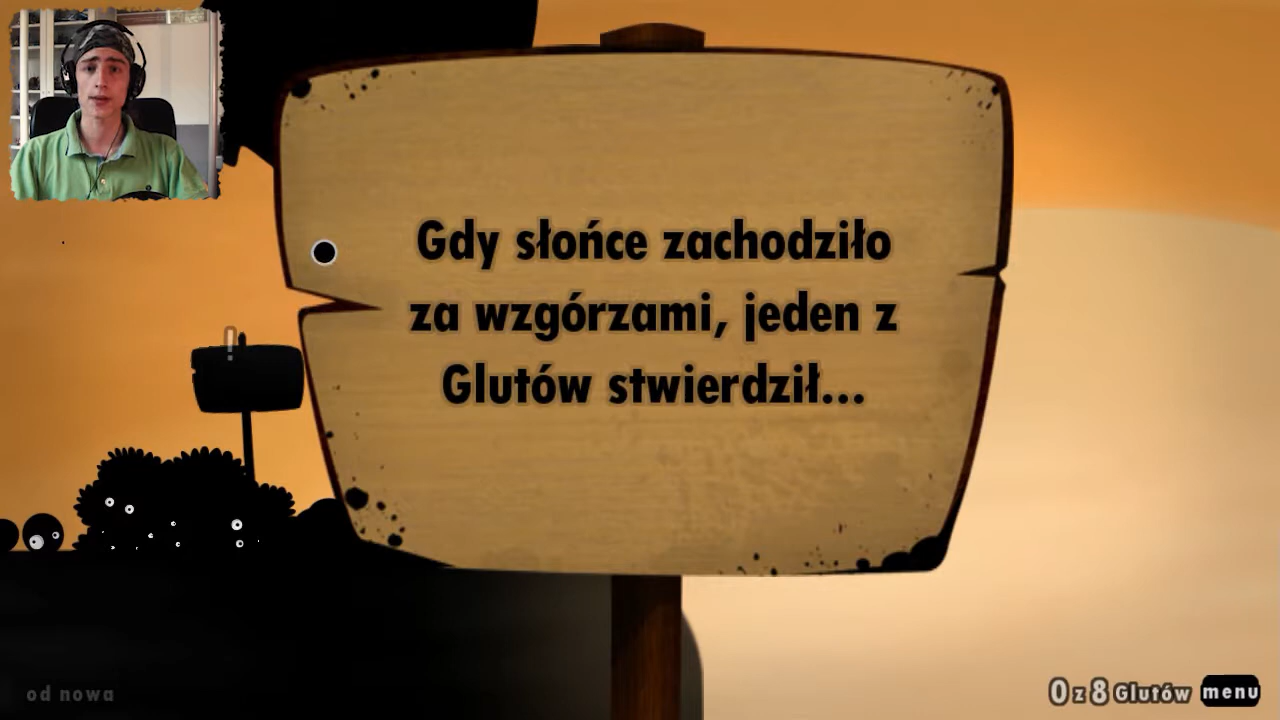 Gdy słońce zachodziło
za wzgórzami, jeden z
Glutów stwierdził...
!
od nowa
0 z 8 Glutów menu